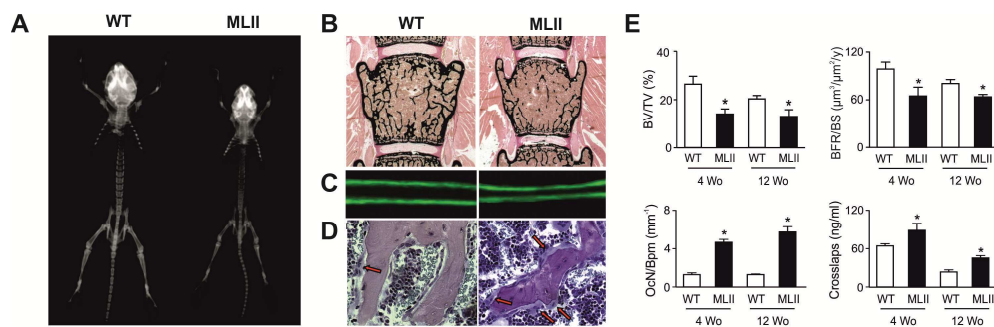 A
WT
MLII
B
WT
MLII
C
D
E
BV/TV (%)
40
20
0
WT
MLII
WT
MLII
4 Wo
12 Wo
BFR/BS (µm³/µm²/y)
120
60
0
WT
MLII
WT
MLII
4 Wo
12 Wo
OcN/Bpm (mm⁻¹)
8
4
0
WT
MLII
WT
MLII
4 Wo
12 Wo
Crosslaps (ng/ml)
120
60
0
WT
MLII
WT
MLII
4 Wo
12 Wo
*
*
*
*
*
*
*
*